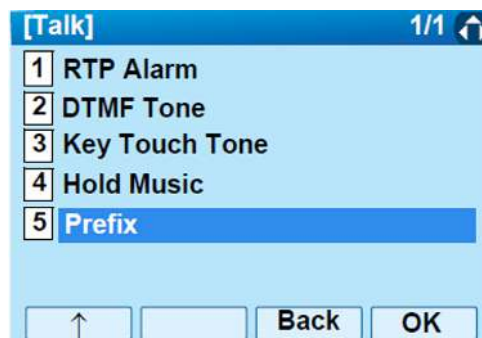 [Talk] 1/1
1 RTP Alarm
2 DTMF Tone
3 Key Touch Tone
4 Hold Music
5 Prefix
↑ Back OK